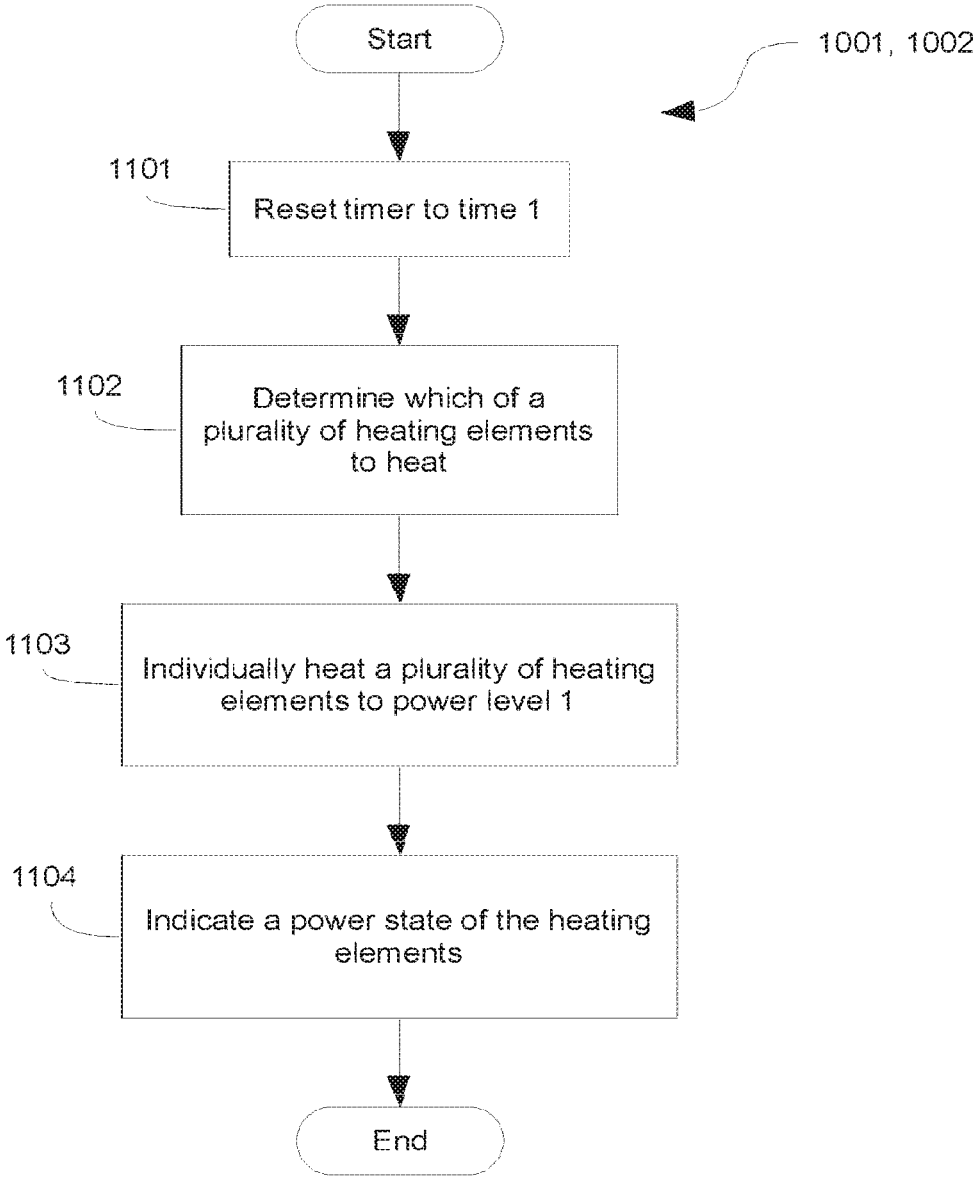 Start
1001, 1002
1101
Reset timer to time 1
1102
Determine which of a
plurality of heating elements
to heat
1103
Individually heat a plurality of heating
elements to power level 1
1104
Indicate a power state of the heating
elements
End